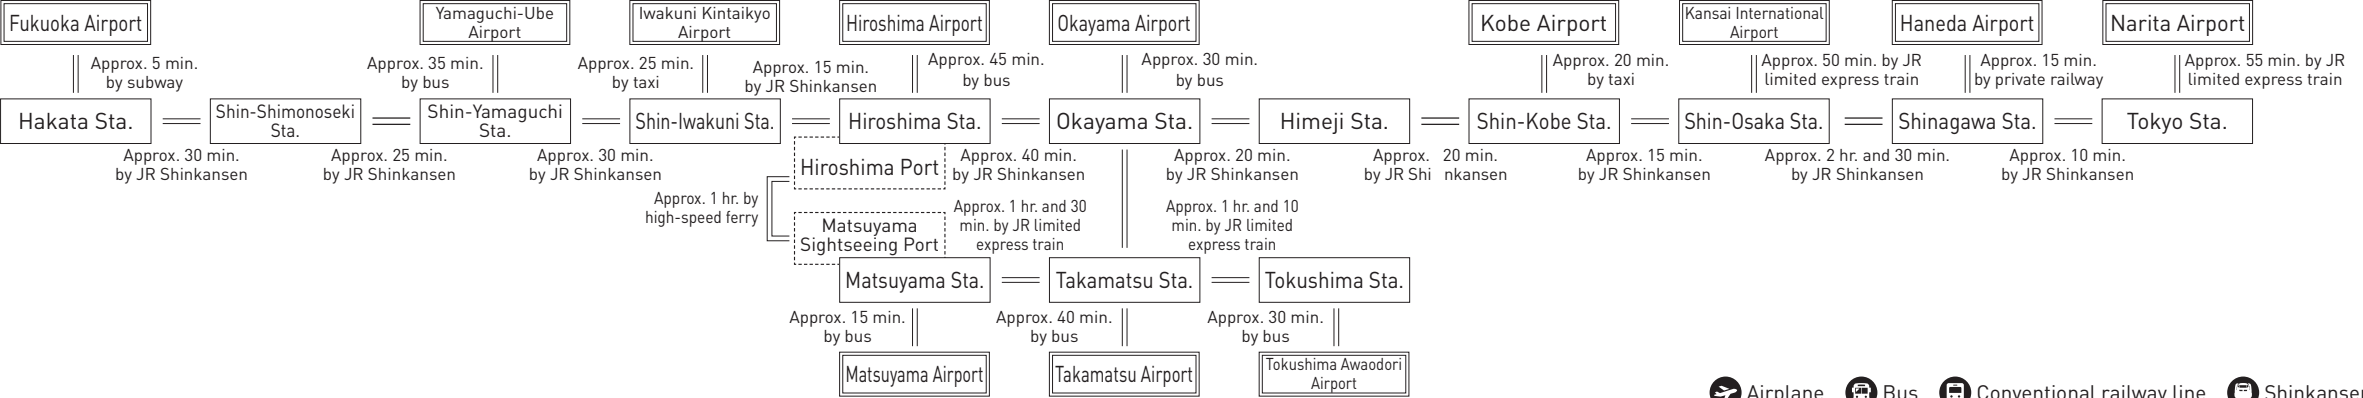 Fukuoka Airport
Yamaguchi-Ube
Airport
Iwakuni Kintaikyo
Airport
Hiroshima Airport
Okayama Airport
Kobe Airport
Kansai International
Airport
Haneda Airport
Narita Airport
Approx. 5 min.
by subway
Approx. 35 min.
by bus
Approx. 25 min.
by taxi
Approx. 15 min.
by JR Shinkansen
Approx. 45 min.
by bus
Approx. 30 min.
by bus
Approx. 20 min.
by taxi
Approx. 50 min. by JR
limited express train
Approx. 15 min.
by private railway
Approx. 55 min. by JR
limited express train
Hakata Sta.
Shin-Shimonoseki
Sta.
Shin-Yamaguchi
Sta.
Shin-Iwakuni Sta.
Hiroshima Sta.
Okayama Sta.
Himeji Sta.
Shin-Kobe Sta.
Shin-Osaka Sta.
Shinagawa Sta.
Tokyo Sta.
Approx. 30 min.
by JR Shinkansen
Approx. 25 min.
by JR Shinkansen
Approx. 30 min.
by JR Shinkansen
Hiroshima Port
Approx. 40 min.
by JR Shinkansen
Approx. 20 min.
by JR Shinkansen
Approx. 20 min.
by JR Shinkansen
Approx. 15 min.
by JR Shinkansen
Approx. 2 hr. and 30 min.
by JR Shinkansen
Approx. 10 min.
by JR Shinkansen
Approx. 1 hr. by
high-speed ferry
Matsuyama
Sightseeing Port
Approx. 1 hr. and 30
min. by JR limited
express train
Approx. 1 hr. and 10
min. by JR limited
express train
Matsuyama Sta.
Takamatsu Sta.
Tokushima Sta.
Approx. 15 min.
by bus
Approx. 40 min.
by bus
Approx. 30 min.
by bus
Matsuyama Airport
Takamatsu Airport
Tokushima Awaodori
Airport
Airplane Bus Conventional railway line Shinkansen